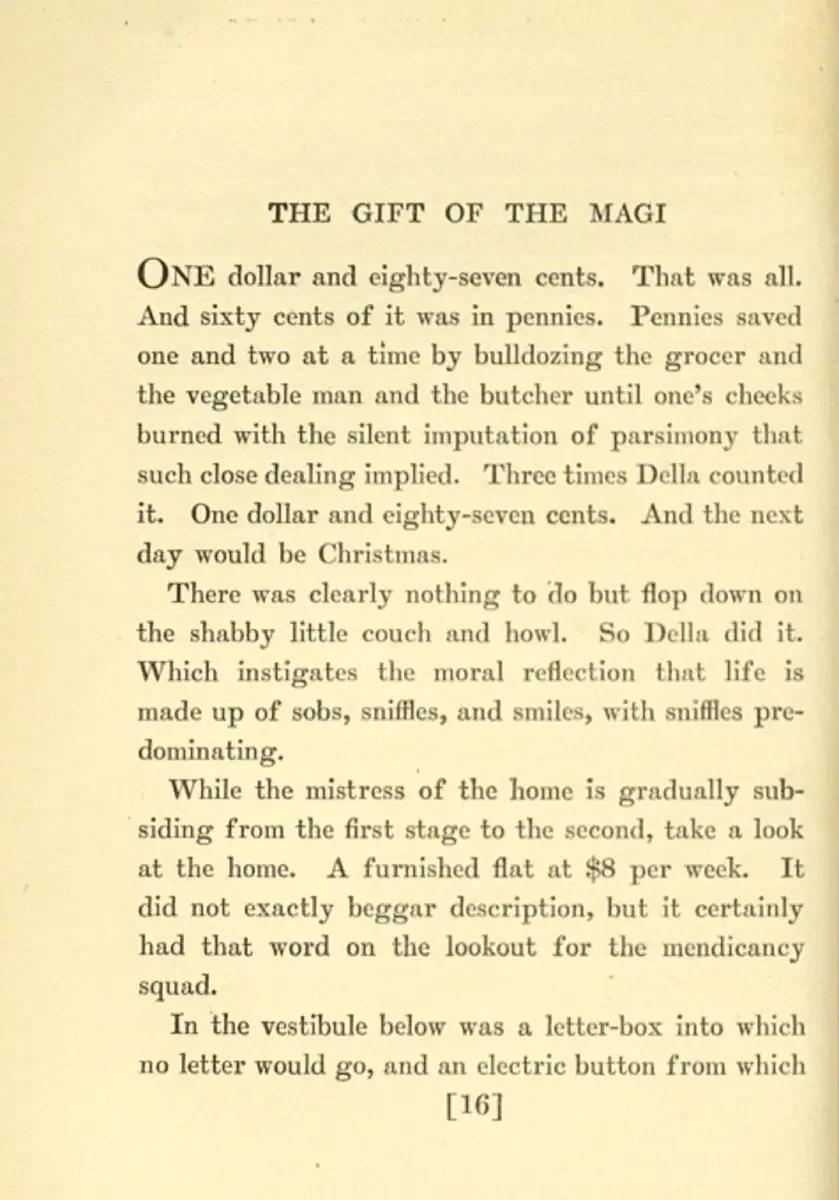 THE GIFT OF THE MAGI
ONE dollar and eighty-seven cents. That was all.
And sixty cents of it was in pennies. Pennies saved
one and two at a time by bulldozing the grocer and
the vegetable man and the butcher until one's cheeks
burned with the silent imputation of parsimony that
such close dealing implied. Three times Della counted
it. One dollar and eighty-seven cents. And the next
day would be Christmas.
There was clearly nothing to do but flop down on
the shabby little couch and howl. So Della did it.
Which instigates the moral reflection that life is
made up of sobs, sniffles, and smiles, with sniffles pre-
dominating.
While the mistress of the home is gradually sub-
siding from the first stage to the second, take a look
at the home. A furnished flat at $8 per week. It
did not exactly beggar description, but it certainly
had that word on the lookout for the mendicancy
squad.
In the vestibule below was a letter-box into which
no letter would go, and an electric button from which
[16]